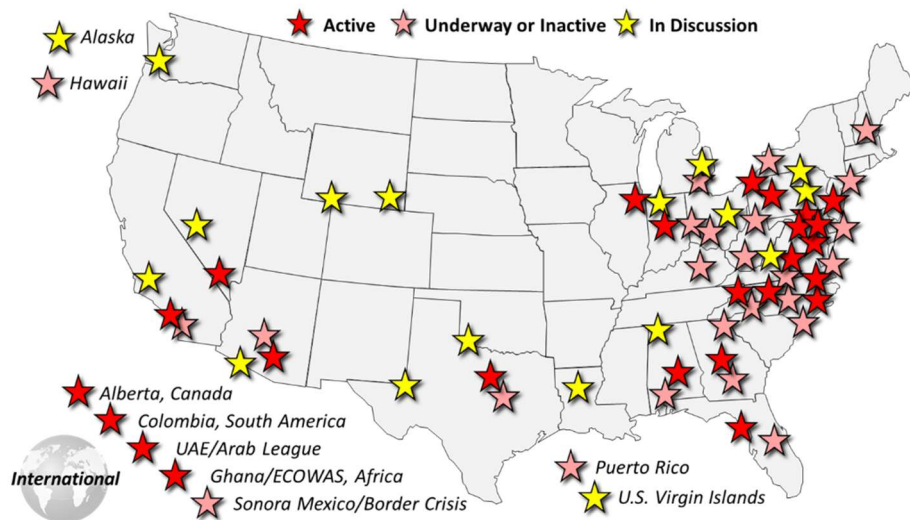 Active
Underway or Inactive
In Discussion
Alaska
Hawaii
Alberta, Canada
Colombia, South America
UAE/Arab League
Ghana/ECOWAS, Africa
International
Sonora Mexico/Border Crisis
Puerto Rico
U.S. Virgin Islands